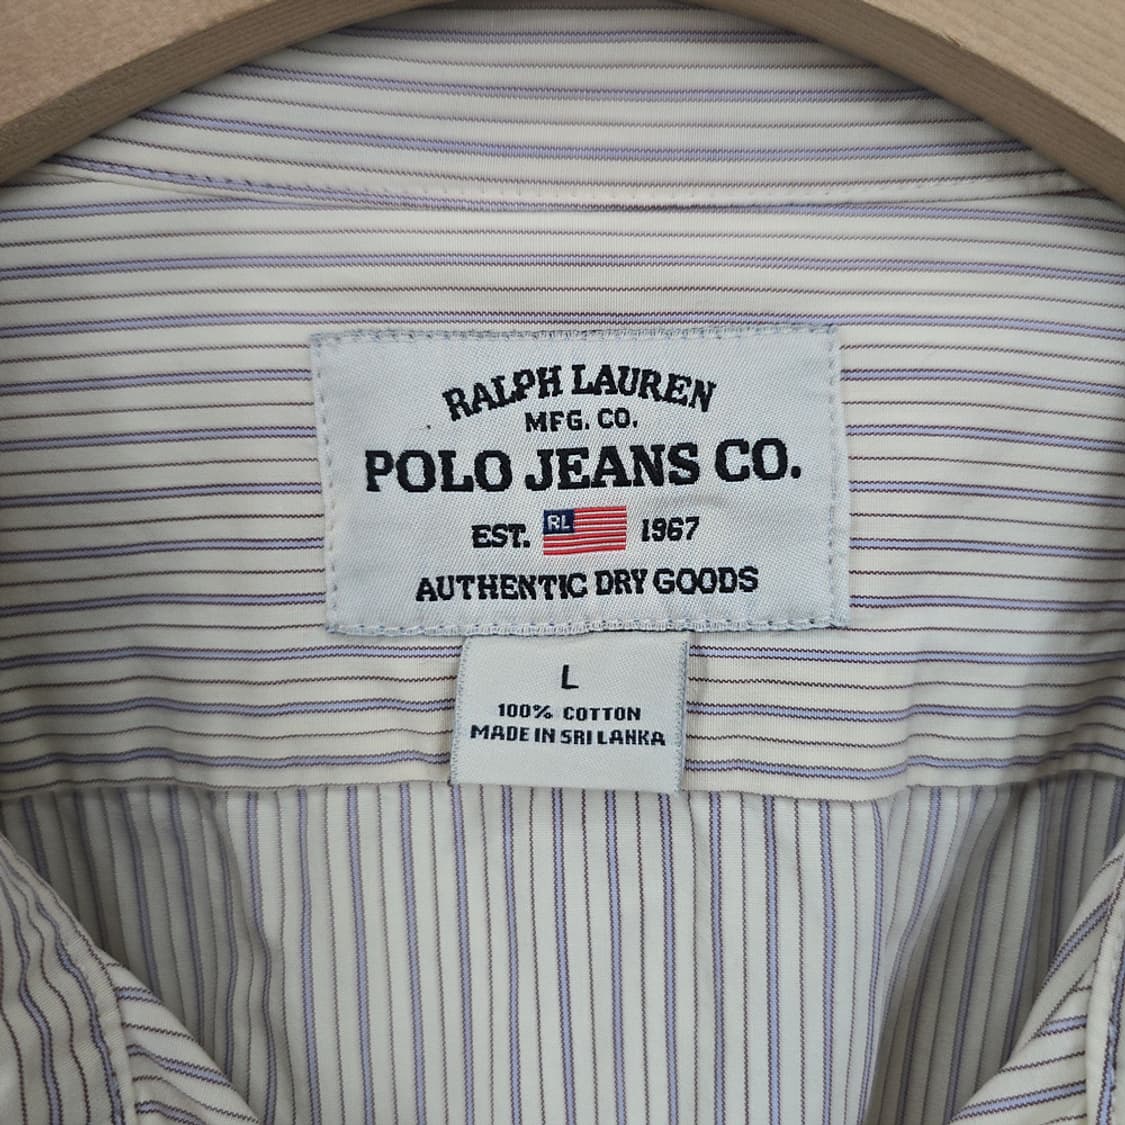 RALPH LAUREN
MFG. CO.
POLO JEANS CO.
EST. RL 1967
AUTHENTIC DRY GOODS
L
100% COTTON
MADE IN SRI LANKA